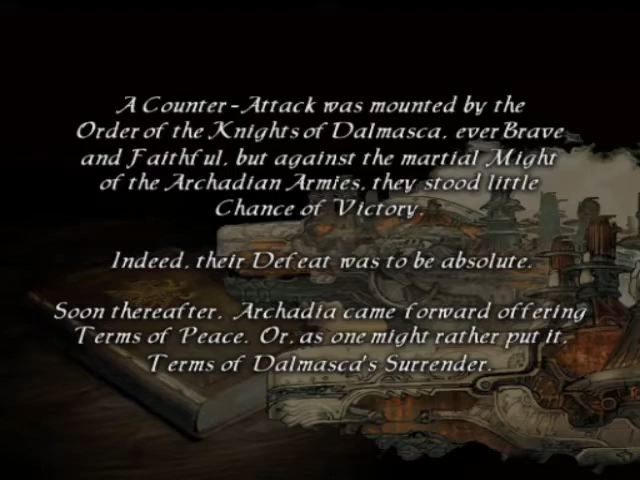 A Counter-Attack was mounted by the
Order of the Knights of Dalmasca, ever Brave
and Faithful, but against the martial Might
of the Archadian Armies, they stood little
Chance of Victory.
Indeed, their Defeat was to be absolute.
Soon thereafter, Archadia came forward offering
Terms of Peace. Or, as one might rather put it,
Terms of Dalmasca's Surrender.